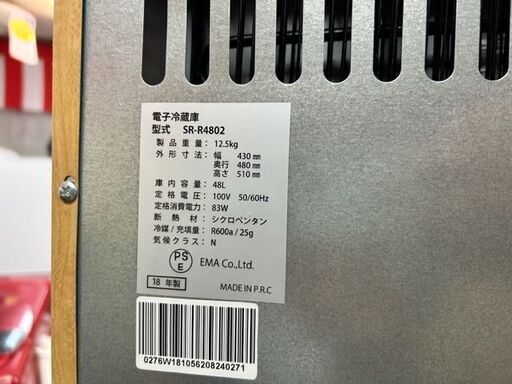 電子冷蔵庫
型式 SR-R4802
製品重量: 12.5kg
外形寸法: 幅 430㎜
奥行 480㎜
高さ 510㎜
庫内容量: 48L
定格電圧: 100V 50/60Hz
定格消費電力: 83W
断熱材: シクロペンタン
冷媒/充填量: R600a / 25g
気候クラス: N
PS
E
EMA Co.,Ltd.
18 年製
MADE IN P.R.C
0276W181056208240271